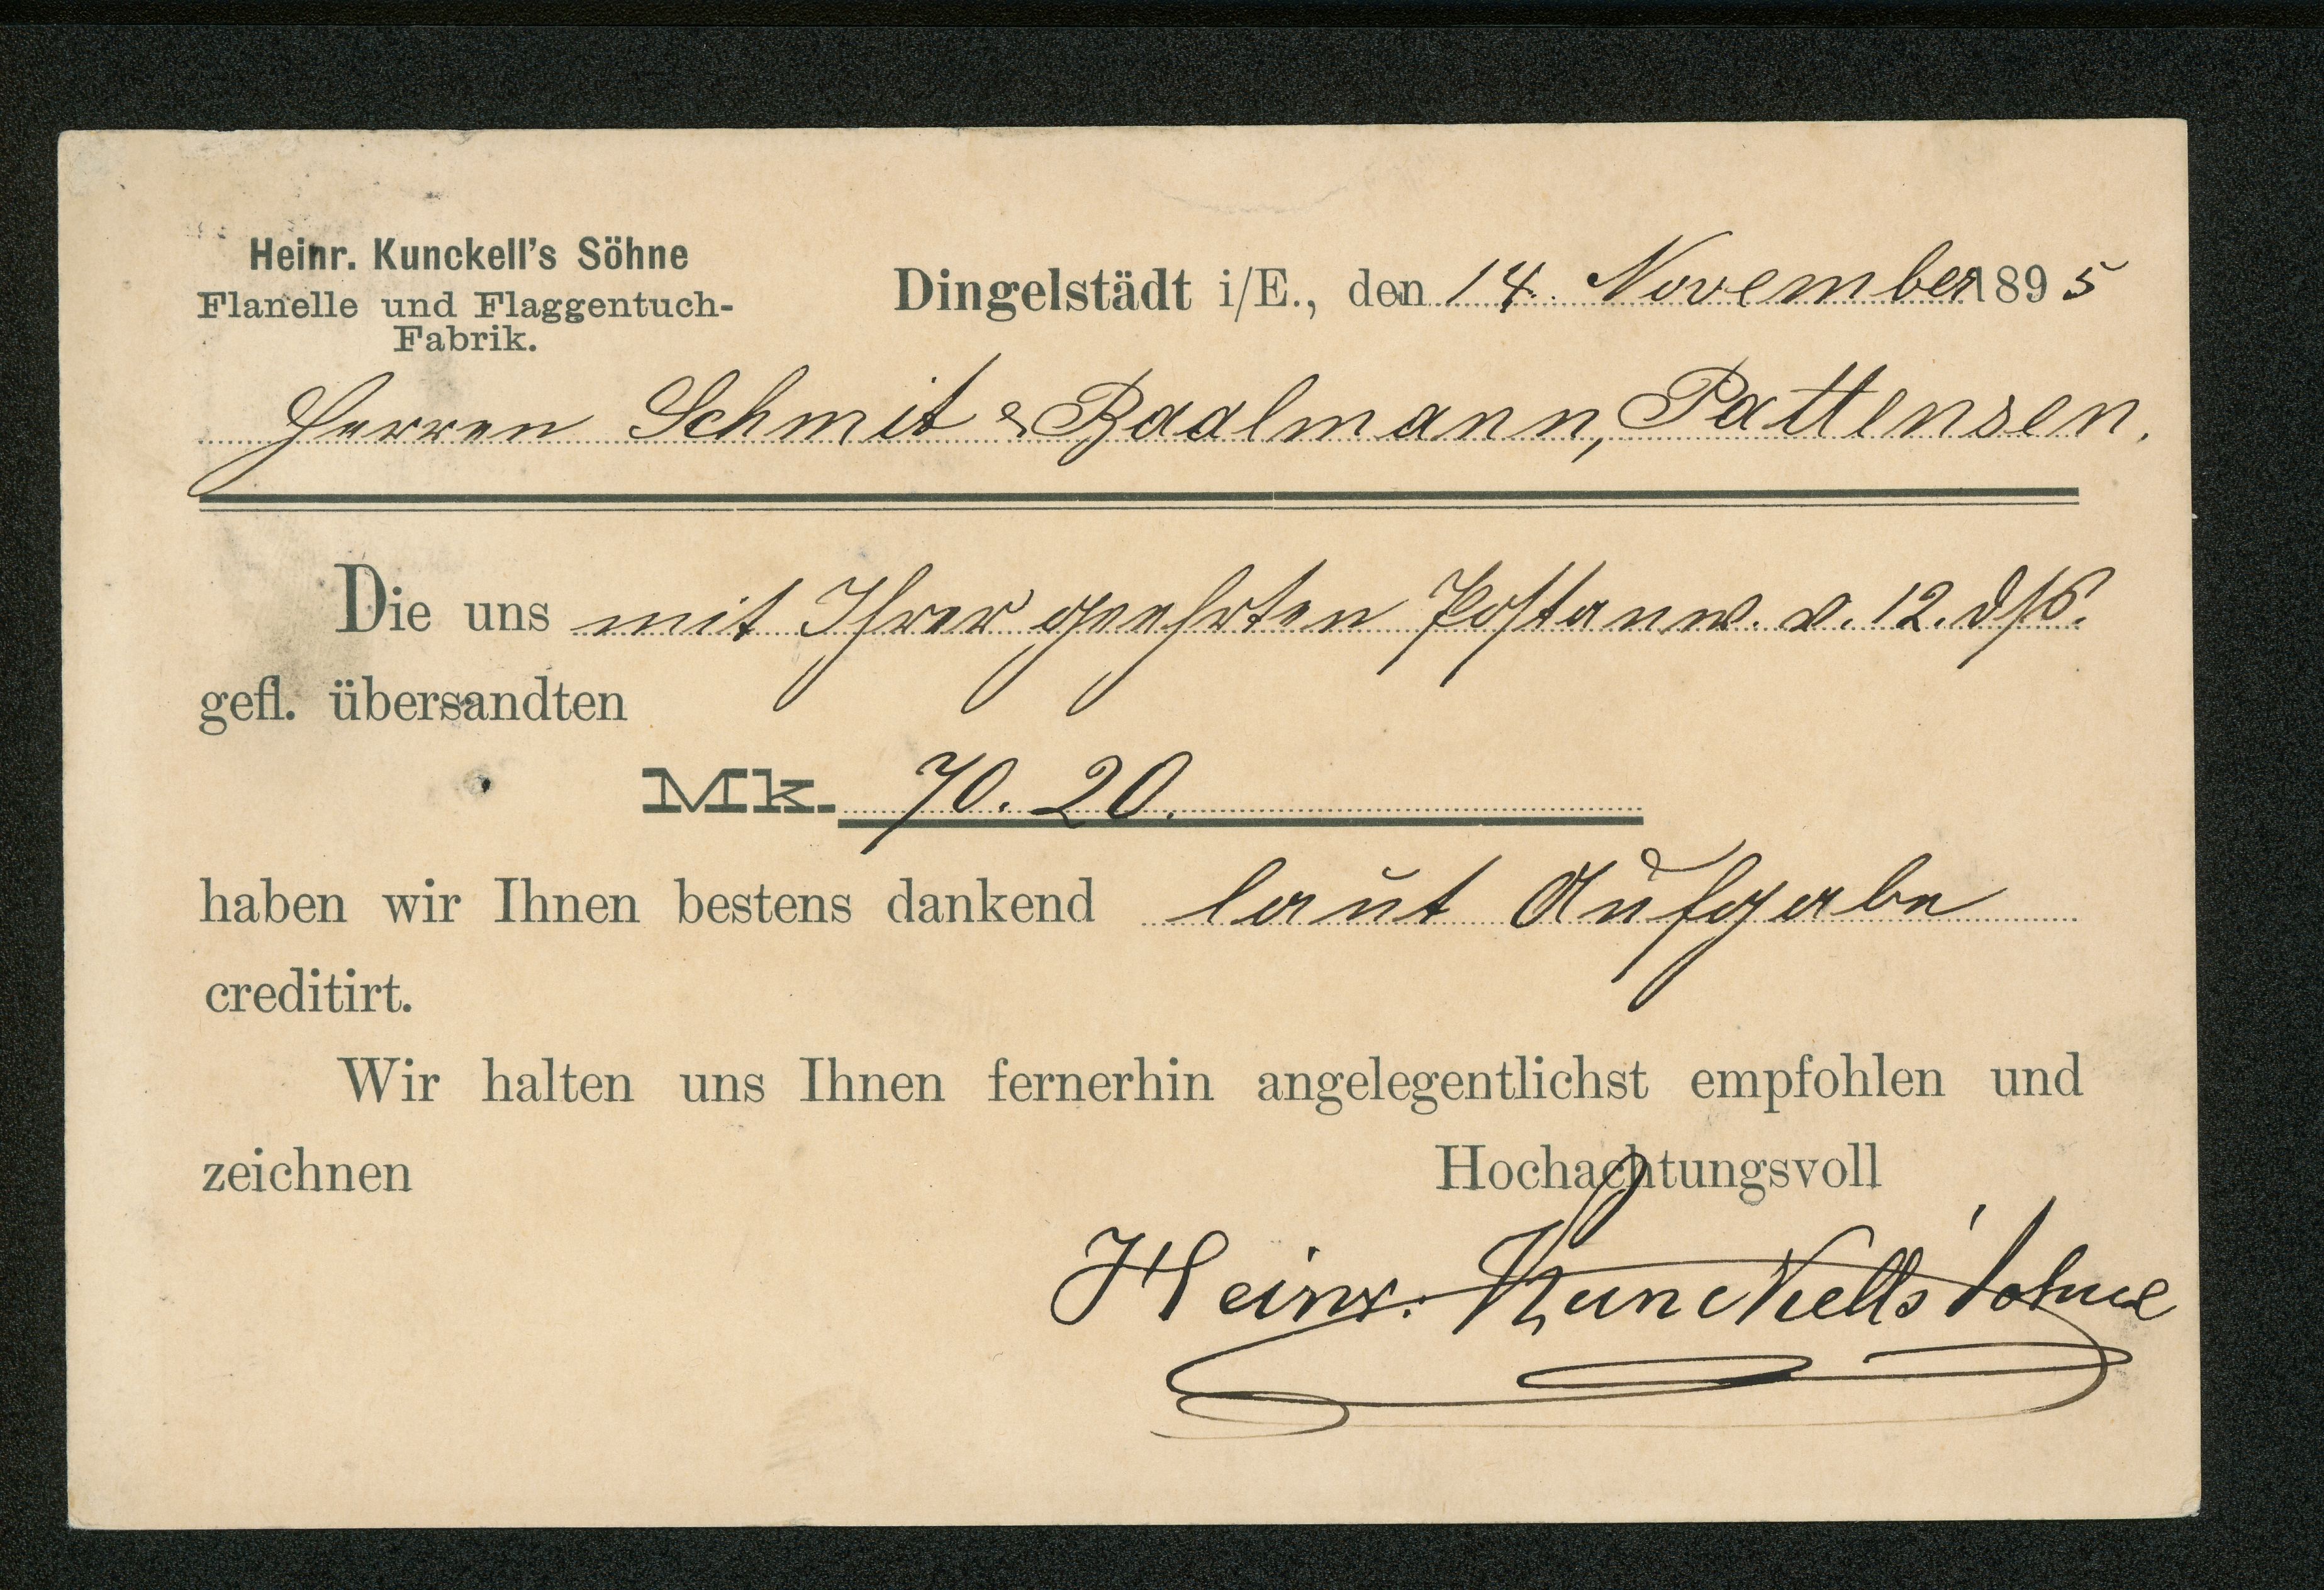 Heinr. Kunckell's Söhne
Flanelle und Flaggentuch-
Fabrik.
Dingelstädt i/E., den 14. November 1895
Herren Schmit & Baalmann, Pattensen.
Die uns mit Ihrer geehrten Postanw. v. 12. dss.
gefl. übersandten
Mk. 70. 20.
haben wir Ihnen bestens dankend laut Aufgabe
creditirt.
Wir halten uns Ihnen fernerhin angelegentlichst empfohlen und
zeichnen
Hochachtungsvoll
Heinr. Kunckell's Söhne